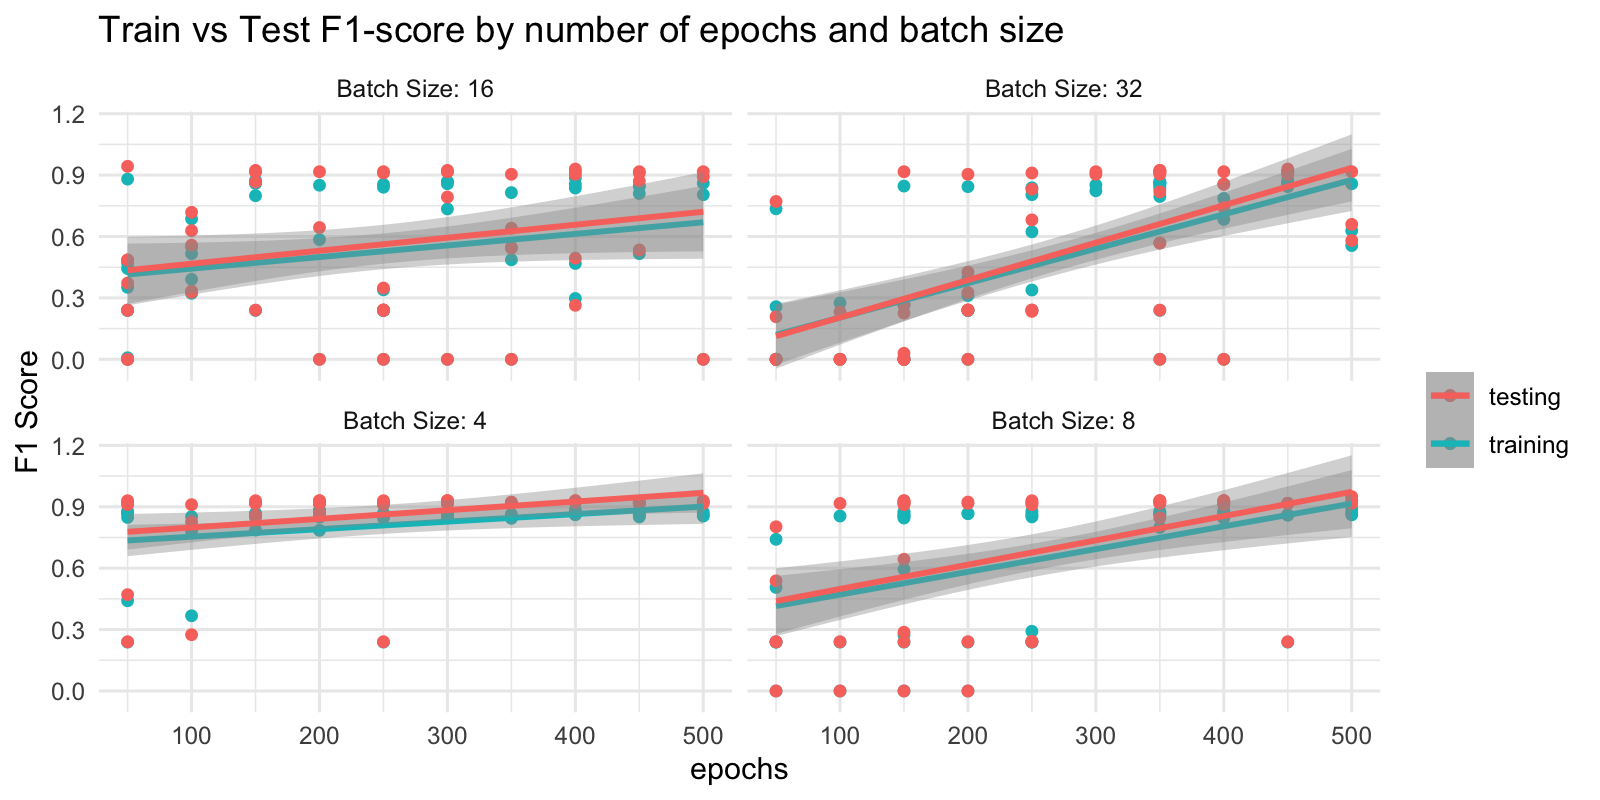 Train vs Test F1-score by number of epochs and batch size
Batch Size: 16
Batch Size: 32
1.2
0.9
0.6
0.3
0.0
Batch Size: 4
Batch Size: 8
1.2
0.9
0.6
0.3
0.0
F1 Score
100 200 300 400 500
100 200 300 400 500
epochs
testing
training